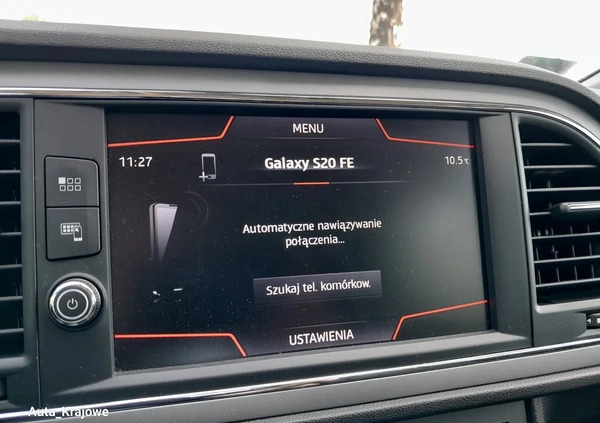 MENU
11:27
Galaxy S20 FE
10.5℃
Automatyczne nawiązywanie
połączenia...
Szukaj tel. komórkow.
USTAWIENIA
Auta_Krajowe